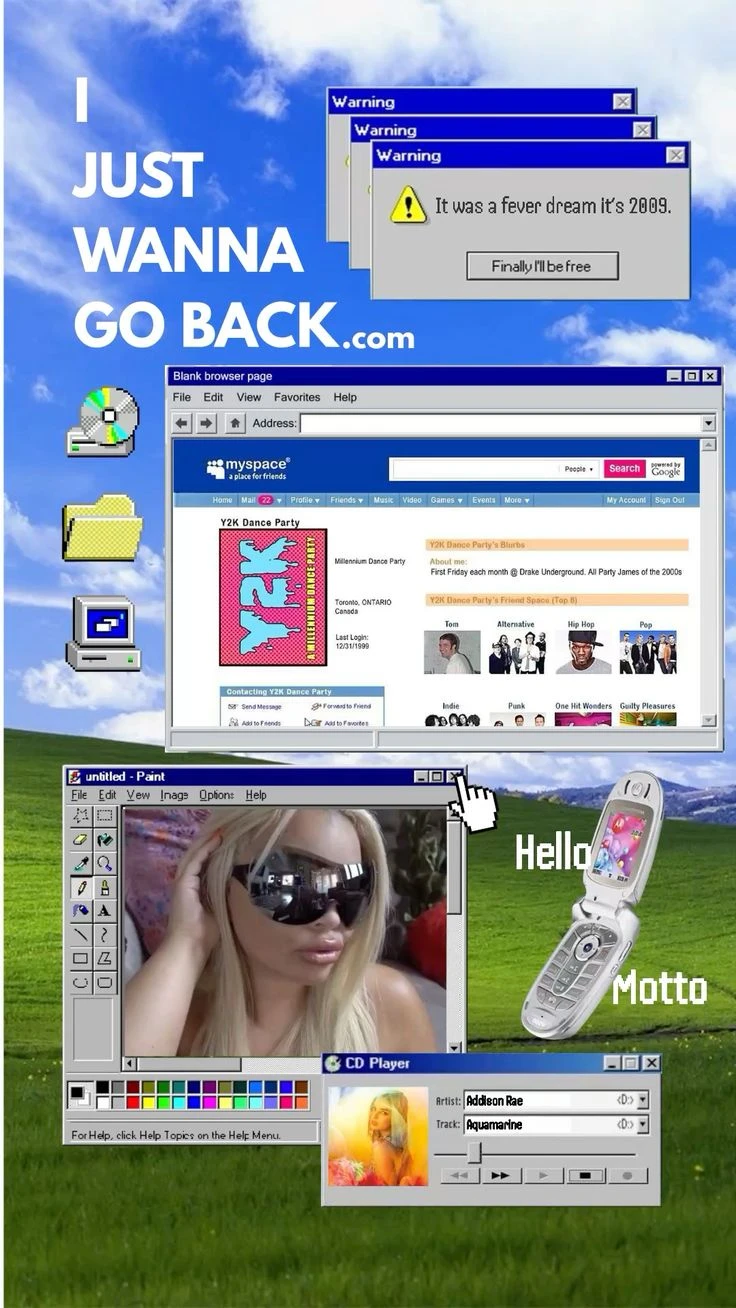 I
JUST
WANNA
GO BACK.com
Warning
Warning
Warning
It was a fever dream it's 2009.
Finally I'll be free
Blank browser page
File Edit View Favorites Help
Address:
myspace®
a place for friends
People
Search
powered by
Google
Home Mail 22 Profile Friends Music Video Games Events More My Account Sign Out
Y2K Dance Party
Y2K
A MILLENNIUM DANCE PARTY
Millennium Dance Party
Toronto, ONTARIO
Canada
Last Login:
12/31/1999
Contacting Y2K Dance Party
Send Message Forward to Friend
Add to Friends Add to Favorites
Y2K Dance Party's Blurbs
About me:
First Friday each month @ Drake Underground. All Party James of the 2000s
Y2K Dance Party's Friend Space (Top 8)
Tom Alternative Hip Hop Pop
Indie Punk One Hit Wonders Guilty Pleasures
untitled - Paint
File Edit View Image Options Help
A
For Help, click Help Topics on the Help Menu.
Hello
Motto
CD Player
Artist: Addison Rae <D:>
Track: Aquamarine <D:>